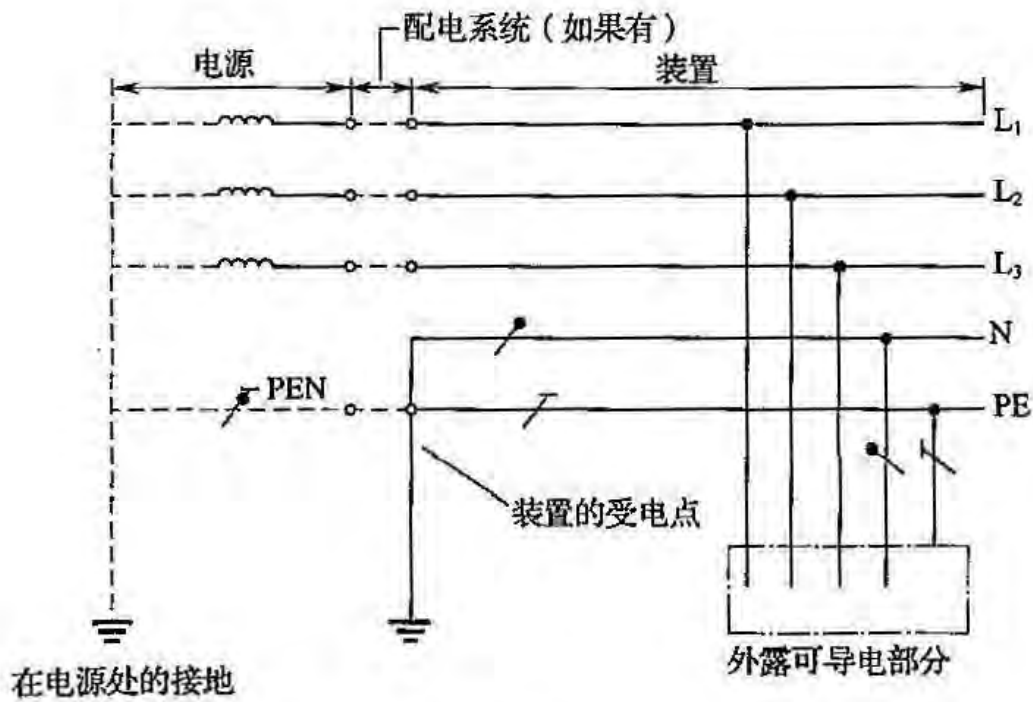 配电系统（如果有）
电源
装置
L₁
L₂
L₃
N
PEN
PE
装置的受电点
外露可导电部分
在电源处的接地